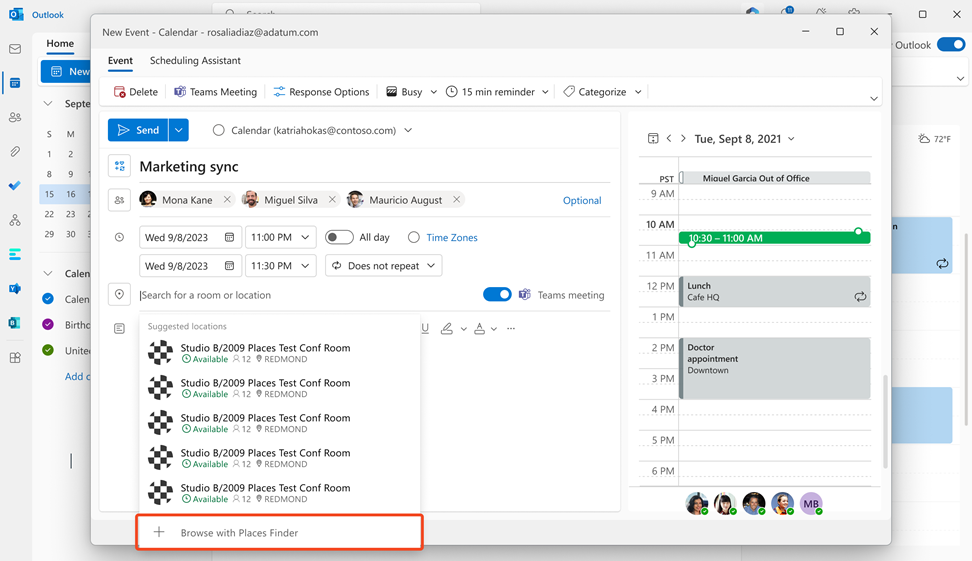 Outlook
Search
New Event - Calendar - rosaliadiaz@adatum.com
Home
Event
Scheduling Assistant
Outlook
New
Delete
Teams Meeting
Response Options
Busy
15 min reminder
Categorize
Septe
S M
1 2
8 9
15 16
22 23
29 30
Send
Calendar (katriahokas@contoso.com)
Marketing sync
Mona Kane
Miguel Silva
Mauricio August
Optional
Wed 9/8/2023
11:00 PM
All day
Time Zones
Wed 9/8/2023
11:30 PM
Does not repeat
Search for a room or location
Teams meeting
Calen
Calen
Birthc
United
Add c
Suggested locations
Studio B/2009 Places Test Conf Room
Available 12 REDMOND
Studio B/2009 Places Test Conf Room
Available 12 REDMOND
Studio B/2009 Places Test Conf Room
Available 12 REDMOND
Studio B/2009 Places Test Conf Room
Available 12 REDMOND
Studio B/2009 Places Test Conf Room
Available 12 REDMOND
Browse with Places Finder
Tue, Sept 8, 2021
72°F
PST
Miguel Garcia Out of Office
9 AM
10 AM
10:30 – 11:00 AM
11 AM
12 PM
Lunch
Cafe HQ
1 PM
2 PM
Doctor
appointment
Downtown
3 PM
4 PM
5 PM
6 PM
MB